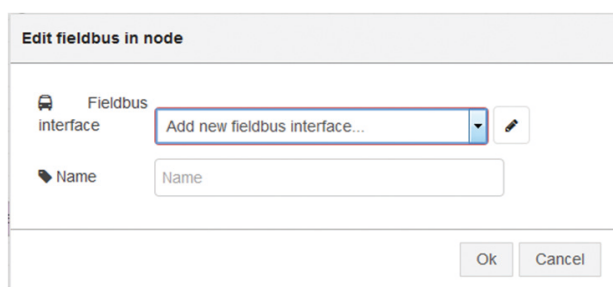 Edit fieldbus in node
Fieldbus
interface
Add new fieldbus interface...
Name
Name
Ok
Cancel